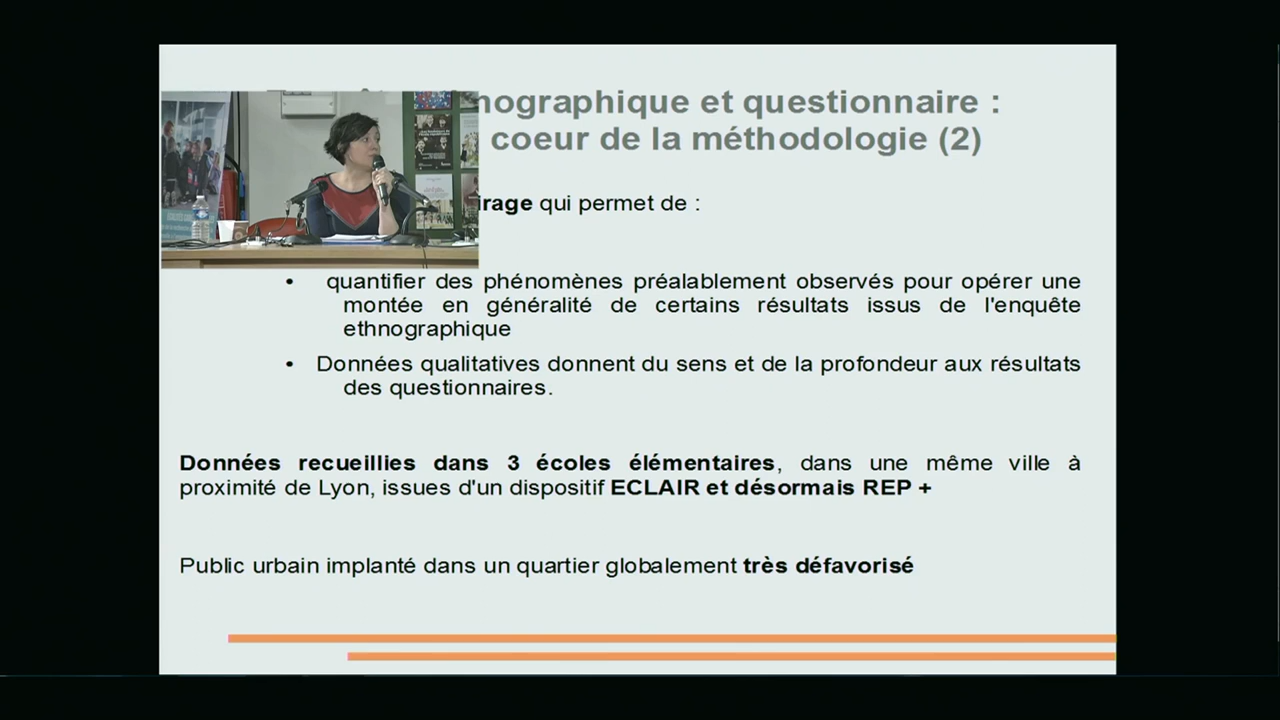 nographique et questionnaire :
coeur de la méthodologie (2)
irage qui permet de :
• quantifier des phénomènes préalablement observés pour opérer une
montée en généralité de certains résultats issus de l'enquête
ethnographique
• Données qualitatives donnent du sens et de la profondeur aux résultats
des questionnaires.
Données recueillies dans 3 écoles élémentaires, dans une même ville à
proximité de Lyon, issues d'un dispositif ECLAIR et désormais REP +
Public urbain implanté dans un quartier globalement très défavorisé